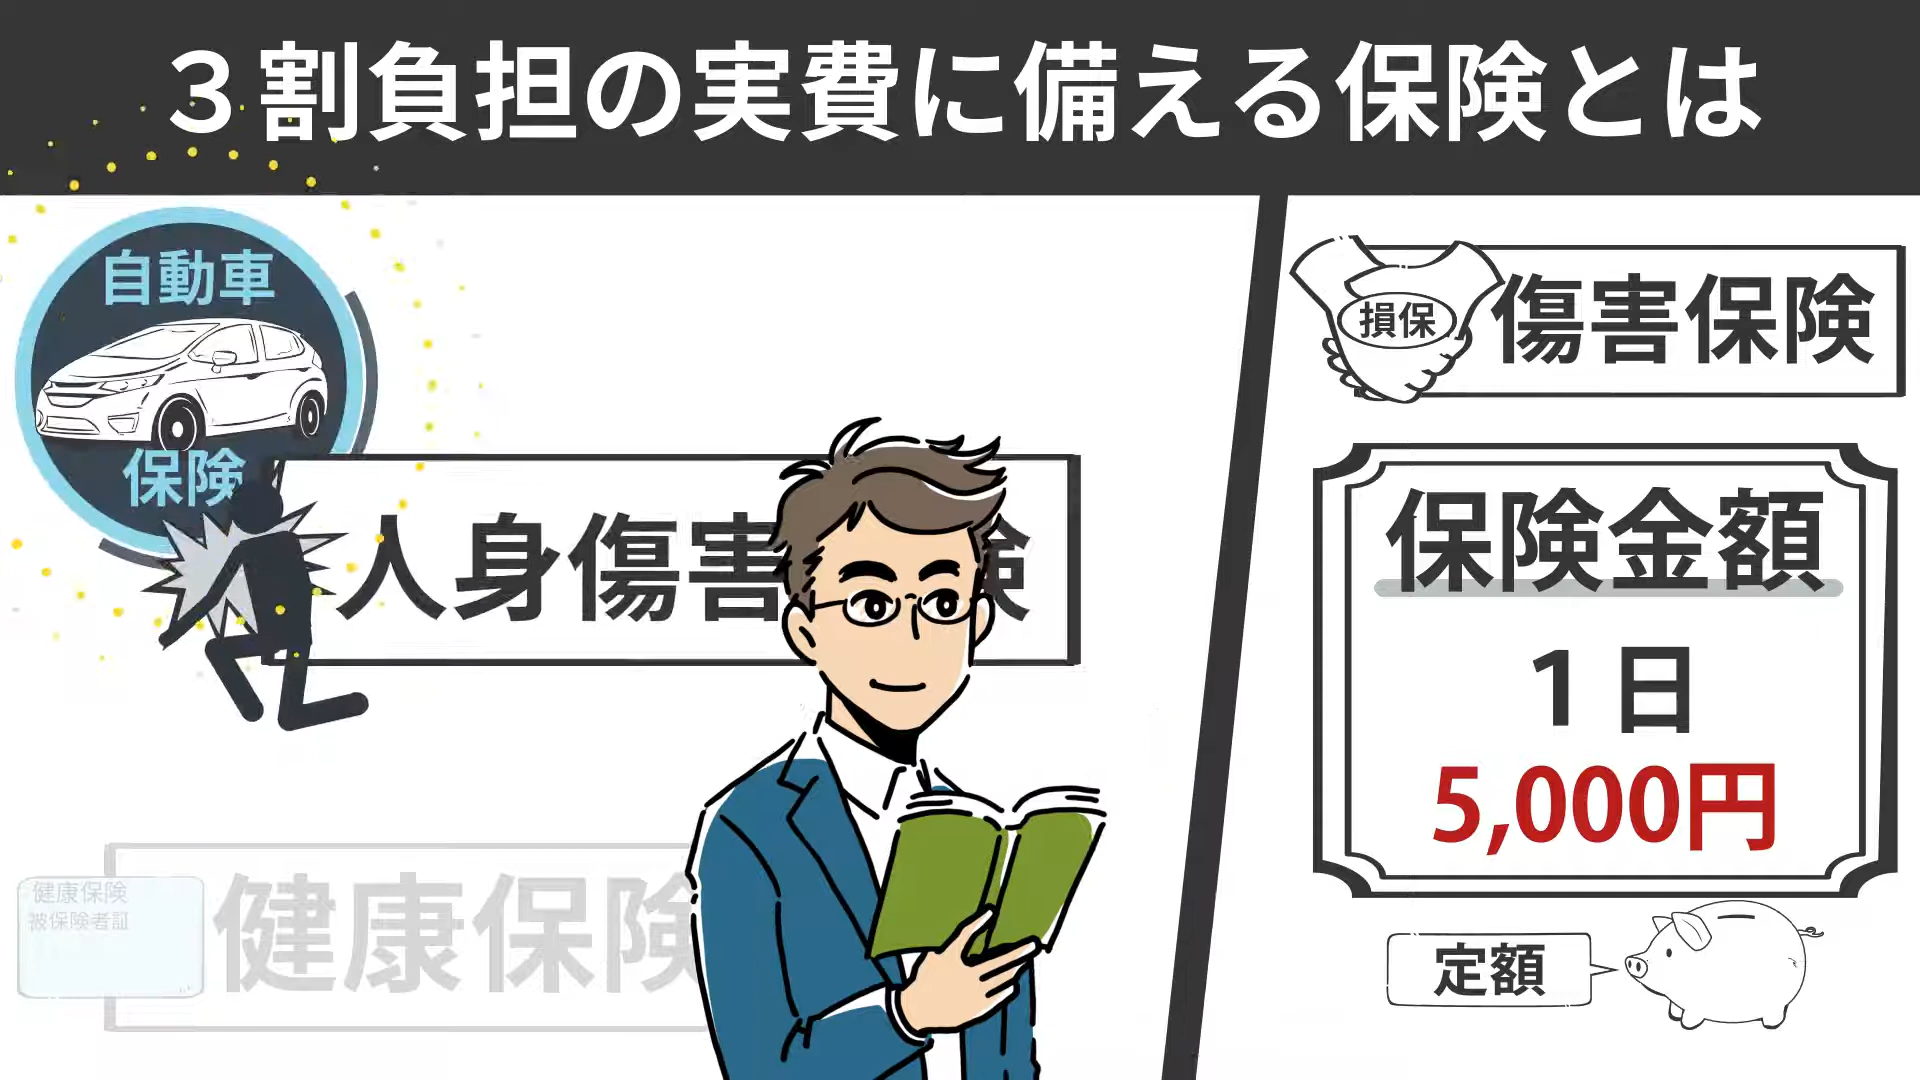 ３割負担の実費に備える保険とは
自動車
保険
人身傷害
険
健康保険
被保険者証
健康保険
損保
傷害保険
保険金額
１日
5,000円
定額